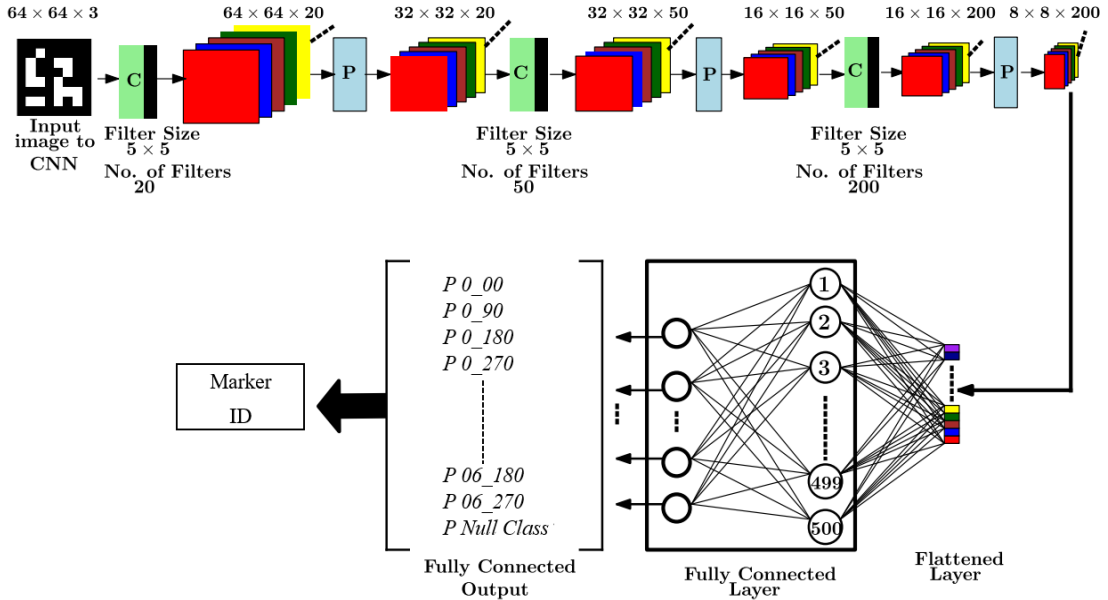 64 × 64 × 3
64 × 64 × 20
32 × 32 × 20
32 × 32 × 50
16 × 16 × 50
16 × 16 × 200
8 × 8 × 200
C
P
C
P
C
P
Input
image to
CNN
Filter Size
5 × 5
No. of Filters
20
Filter Size
5 × 5
No. of Filters
50
Filter Size
5 × 5
No. of Filters
200
Marker
ID
P 0_00
P 0_90
P 0_180
P 0_270
P 06_180
P 06_270
P Null Class
Fully Connected
Output
1
2
3
499
500
Fully Connected
Layer
Flattened
Layer